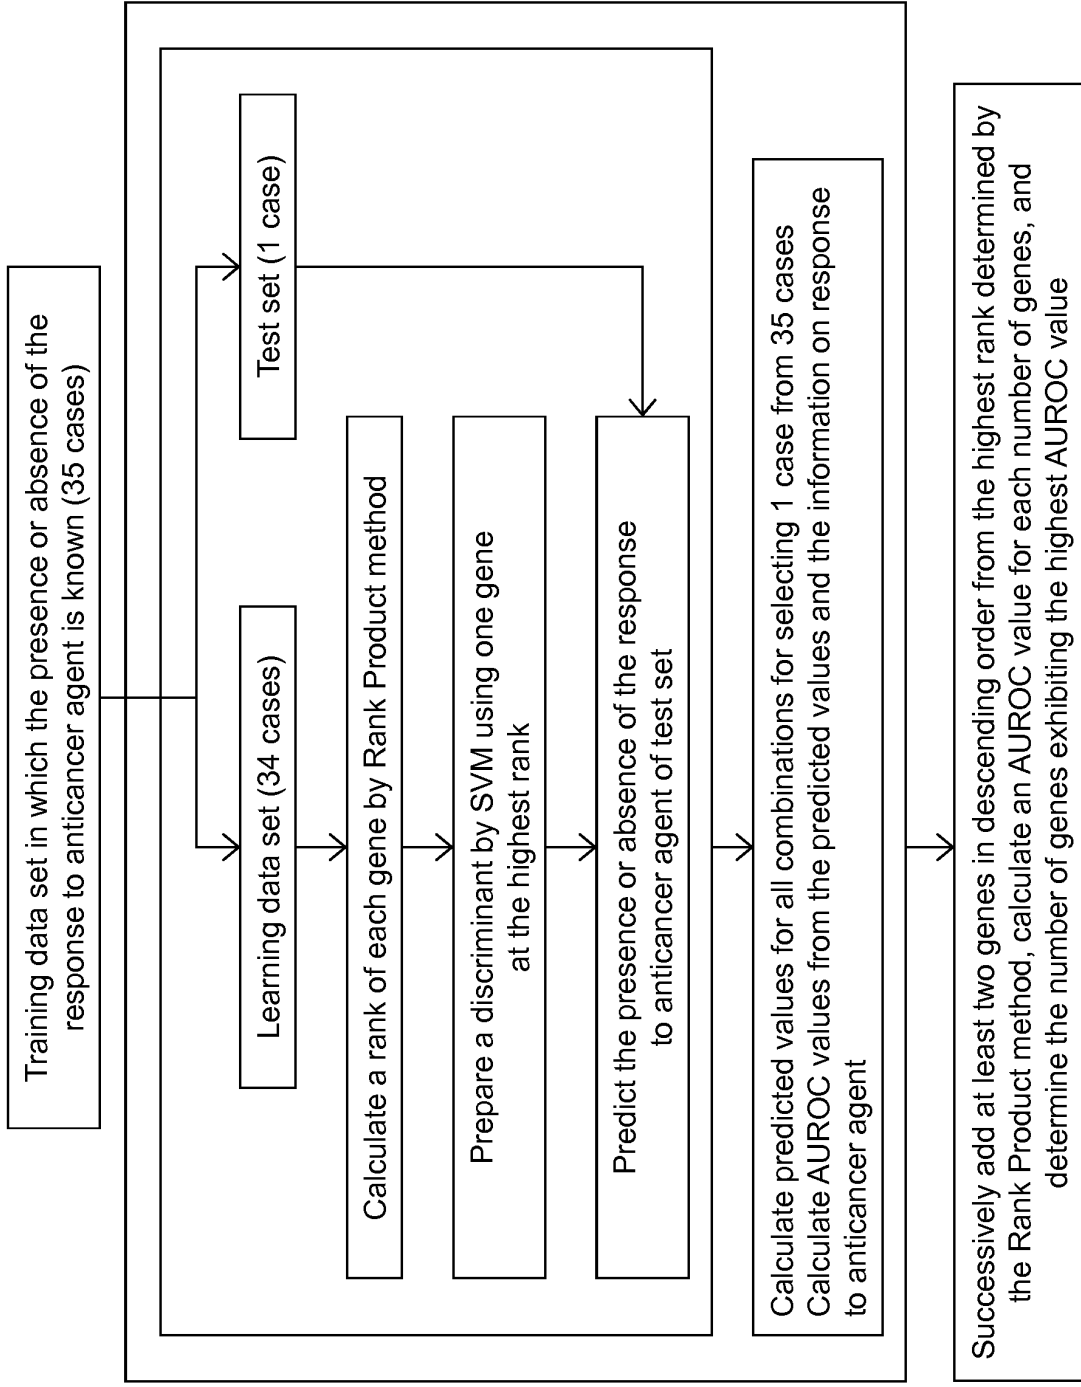 Training data set in which the presence or absence of the
response to anticancer agent is known (35 cases)
Learning data set (34 cases)
Test set (1 case)
Calculate a rank of each gene by Rank Product method
Prepare a discriminant by SVM using one gene
at the highest rank
Predict the presence or absence of the response
to anticancer agent of test set
Calculate predicted values for all combinations for selecting 1 case from 35 cases
Calculate AUROC values from the predicted values and the information on response
to anticancer agent
Successively add at least two genes in descending order from the highest rank determined by
the Rank Product method, calculate an AUROC value for each number of genes, and
determine the number of genes exhibiting the highest AUROC value